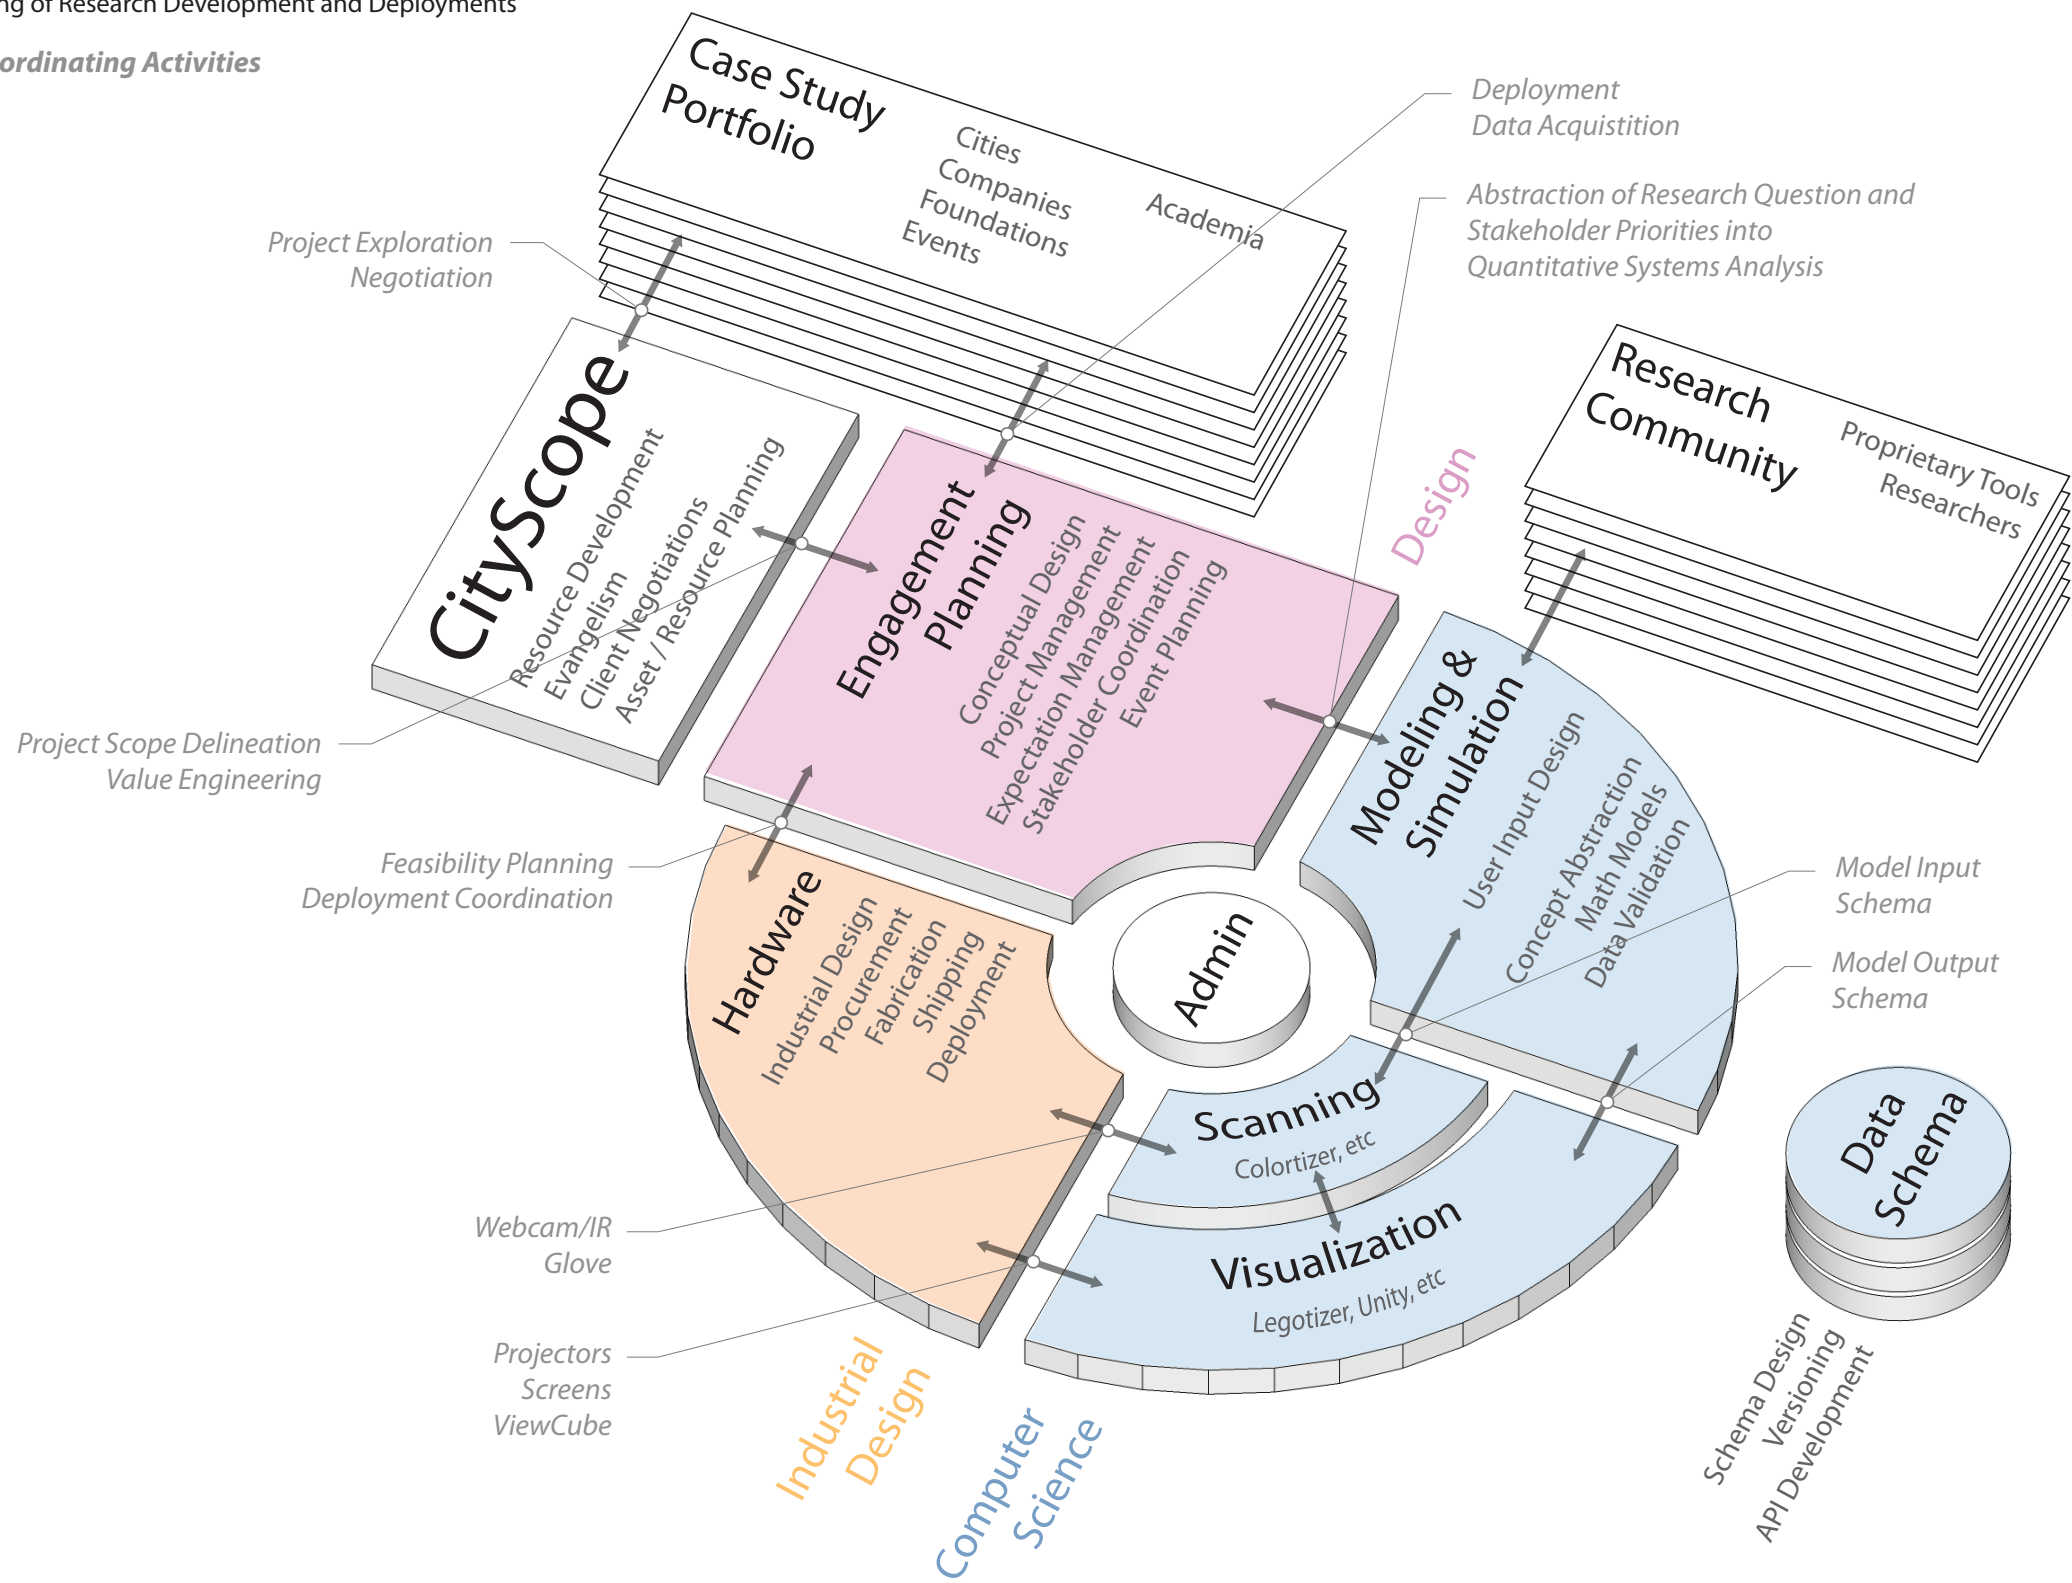 of Research Development and Deployments
Activities
Case Study
Portfolio
Cities
Companies
Foundations
Events
Academia
Deployment
Data Acquistition
Abstraction of Research Question and
Stakeholder Priorities into
Quantitative Systems Analysis
Project Exploration
Negotiation
Research
Community
Proprietary Tools
Researchers
CityScope
Resource Development
Evangelism
Client Negotiations
Asset / Resource Planning
Engagement
Planning
Conceptual Design
Project Management
Expectation Management
Stakeholder Coordination
Event Planning
Design
Modeling &
Simulation
User Input Design
Concept Abstraction
Math Models
Data Validation
Project Scope Delineation
Value Engineering
Feasibility Planning
Deployment Coordination
Hardware
Industrial Design
Procurement
Fabrication
Shipping
Deployment
Admin
Model Input
Schema
Model Output
Schema
Scanning
Colortizer, etc
Visualization
Legotizer, Unity, etc
Data
Schema
Schema Design
Versioning
API Development
Webcam/IR
Glove
Projectors
Screens
ViewCube
Industrial
Design
Computer
Science